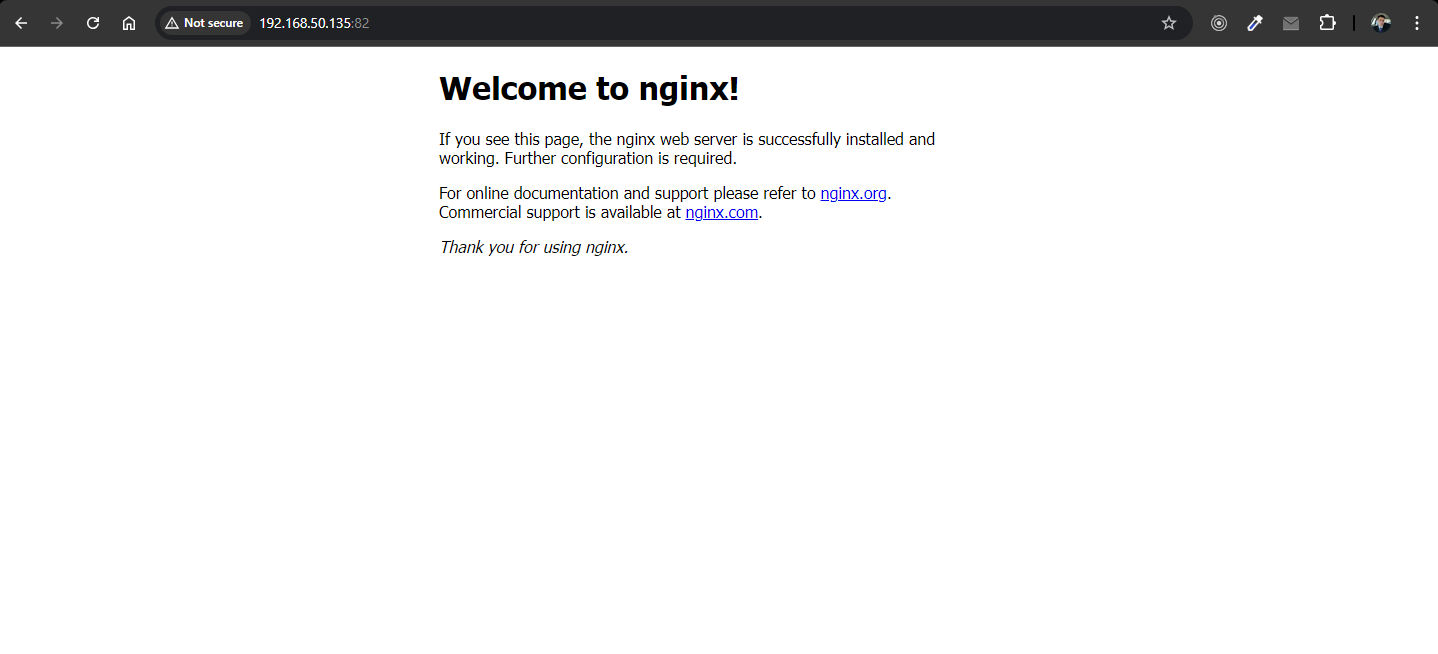 Not secure 192.168.50.135:82
Welcome to nginx!
If you see this page, the nginx web server is successfully installed and
working. Further configuration is required.
For online documentation and support please refer to nginx.org.
Commercial support is available at nginx.com.
Thank you for using nginx.